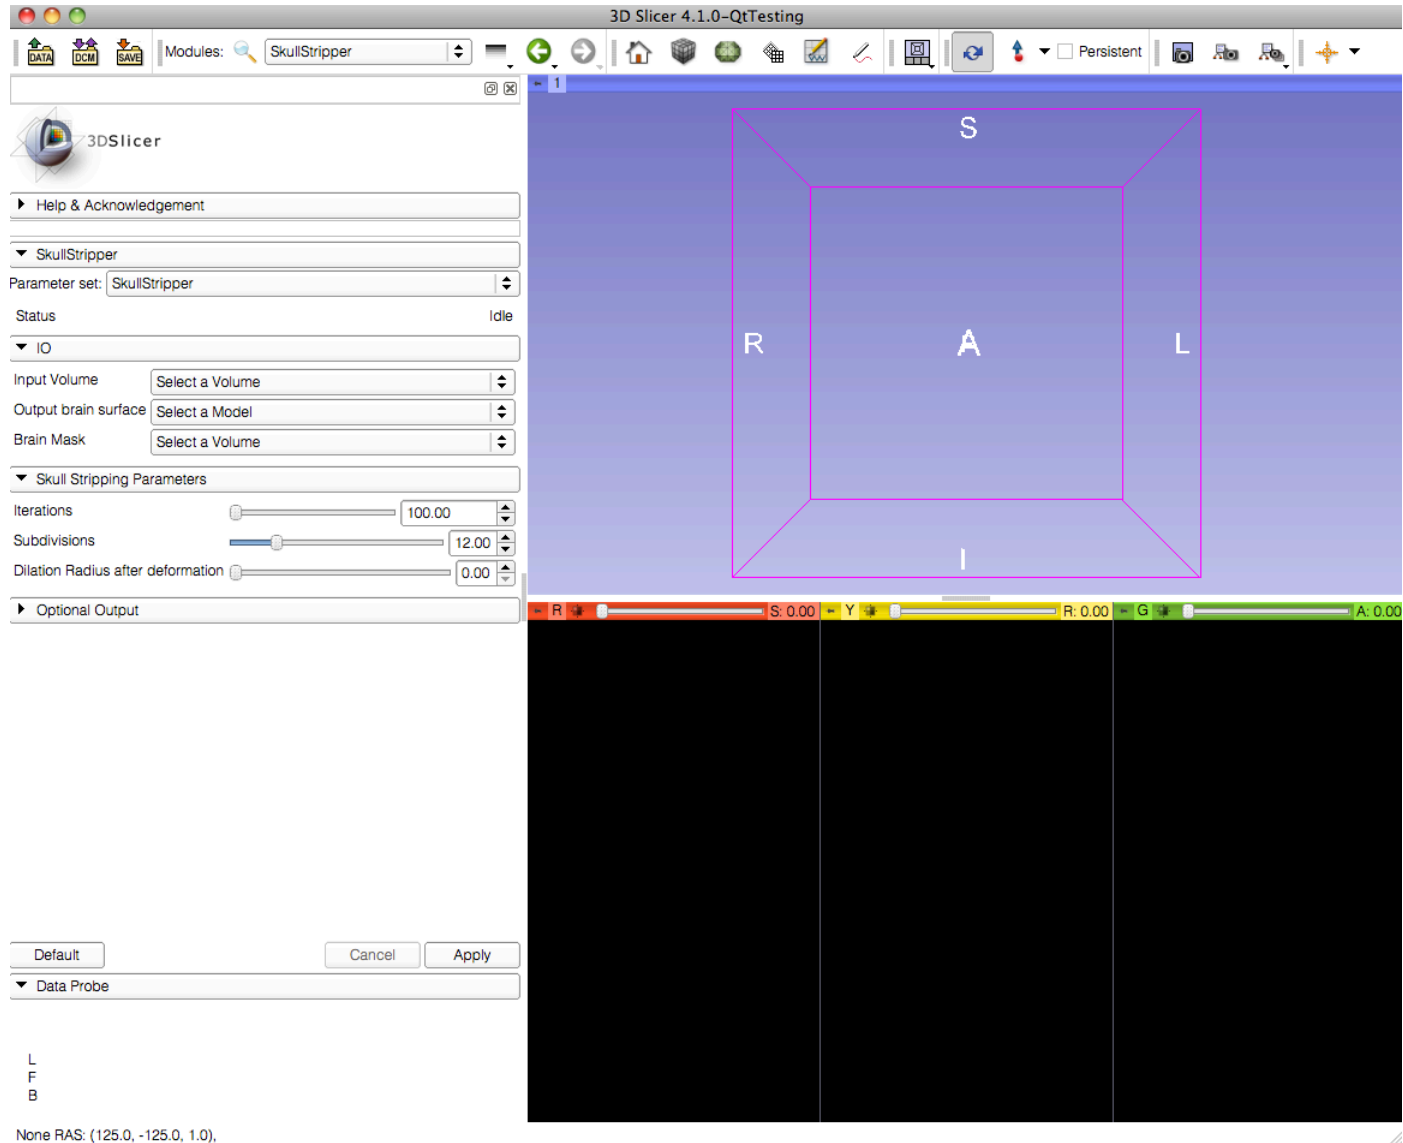 3D Slicer 4.1.0-QtTesting
DATA DCM SAVE Modules: SkullStripper Persistent
1
3DSlicer
Help & Acknowledgement
SkullStripper
Parameter set: SkullStripper
Status Idle
IO
Input Volume Select a Volume
Output brain surface Select a Model
Brain Mask Select a Volume
Skull Stripping Parameters
Iterations 100.00
Subdivisions 12.00
Dilation Radius after deformation 0.00
Optional Output
Default Cancel Apply
Data Probe
L
F
B
None RAS: (125.0, -125.0, 1.0),
S
R A L
I
R S: 0.00 Y R: 0.00 G A: 0.00